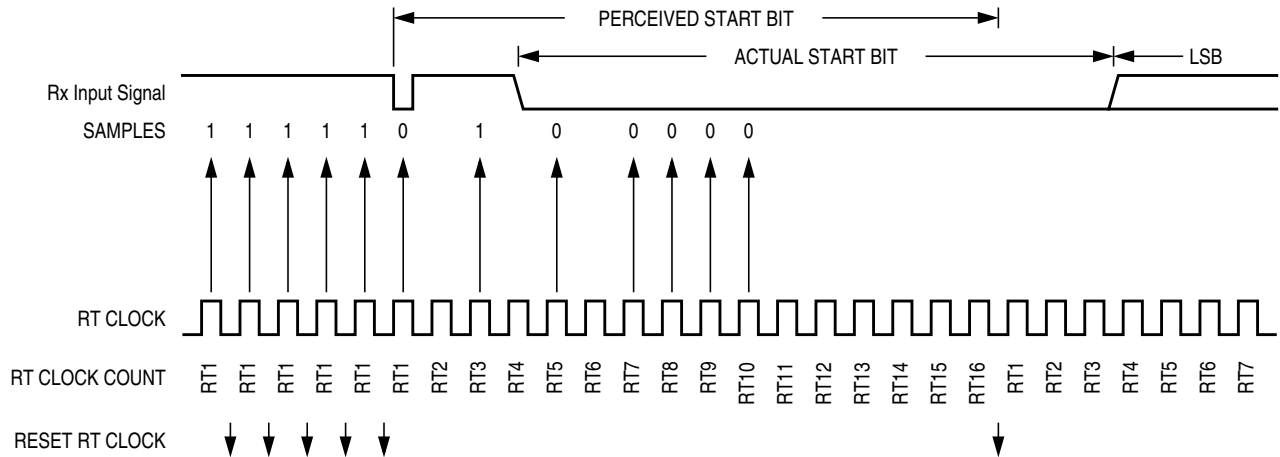 PERCEIVED START BIT
ACTUAL START BIT LSB
Rx Input Signal
SAMPLES 1 1 1 1 1 0 1 0 0 0 0 0
RT CLOCK
RT CLOCK COUNT RT1 RT1 RT1 RT1 RT1 RT1 RT2 RT3 RT4 RT5 RT6 RT7 RT8 RT9 RT10 RT11 RT12 RT13 RT14 RT15 RT16 RT1 RT2 RT3 RT4 RT5 RT6 RT7
RESET RT CLOCK